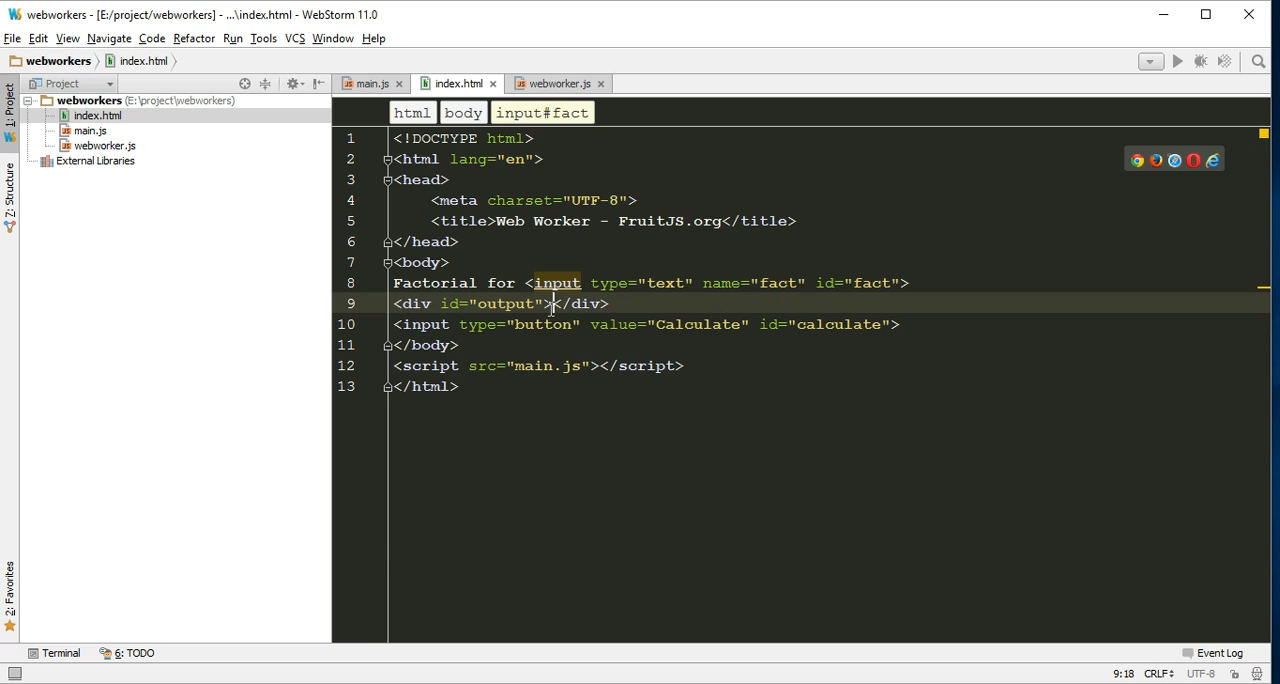 webworkers - [E:/project/webworkers] - ...\index.html - WebStorm 11.0
File Edit View Navigate Code Refactor Run Tools VCS Window Help
webworkers index.html
Project main.js index.html webworker.js
1: Project
7: Structure
2: Favorites
webworkers (E:\project\webworkers)
index.html
main.js
webworker.js
External Libraries
html body input#fact
1 <!DOCTYPE html>
2 <html lang="en">
3 <head>
4 <meta charset="UTF-8">
5 <title>Web Worker - FruitJS.org</title>
6 </head>
7 <body>
8 Factorial for <input type="text" name="fact" id="fact">
9 <div id="output"></div>
10 <input type="button" value="Calculate" id="calculate">
11 </body>
12 <script src="main.js"></script>
13 </html>
Terminal 6: TODO Event Log
9:18 CRLF UTF-8